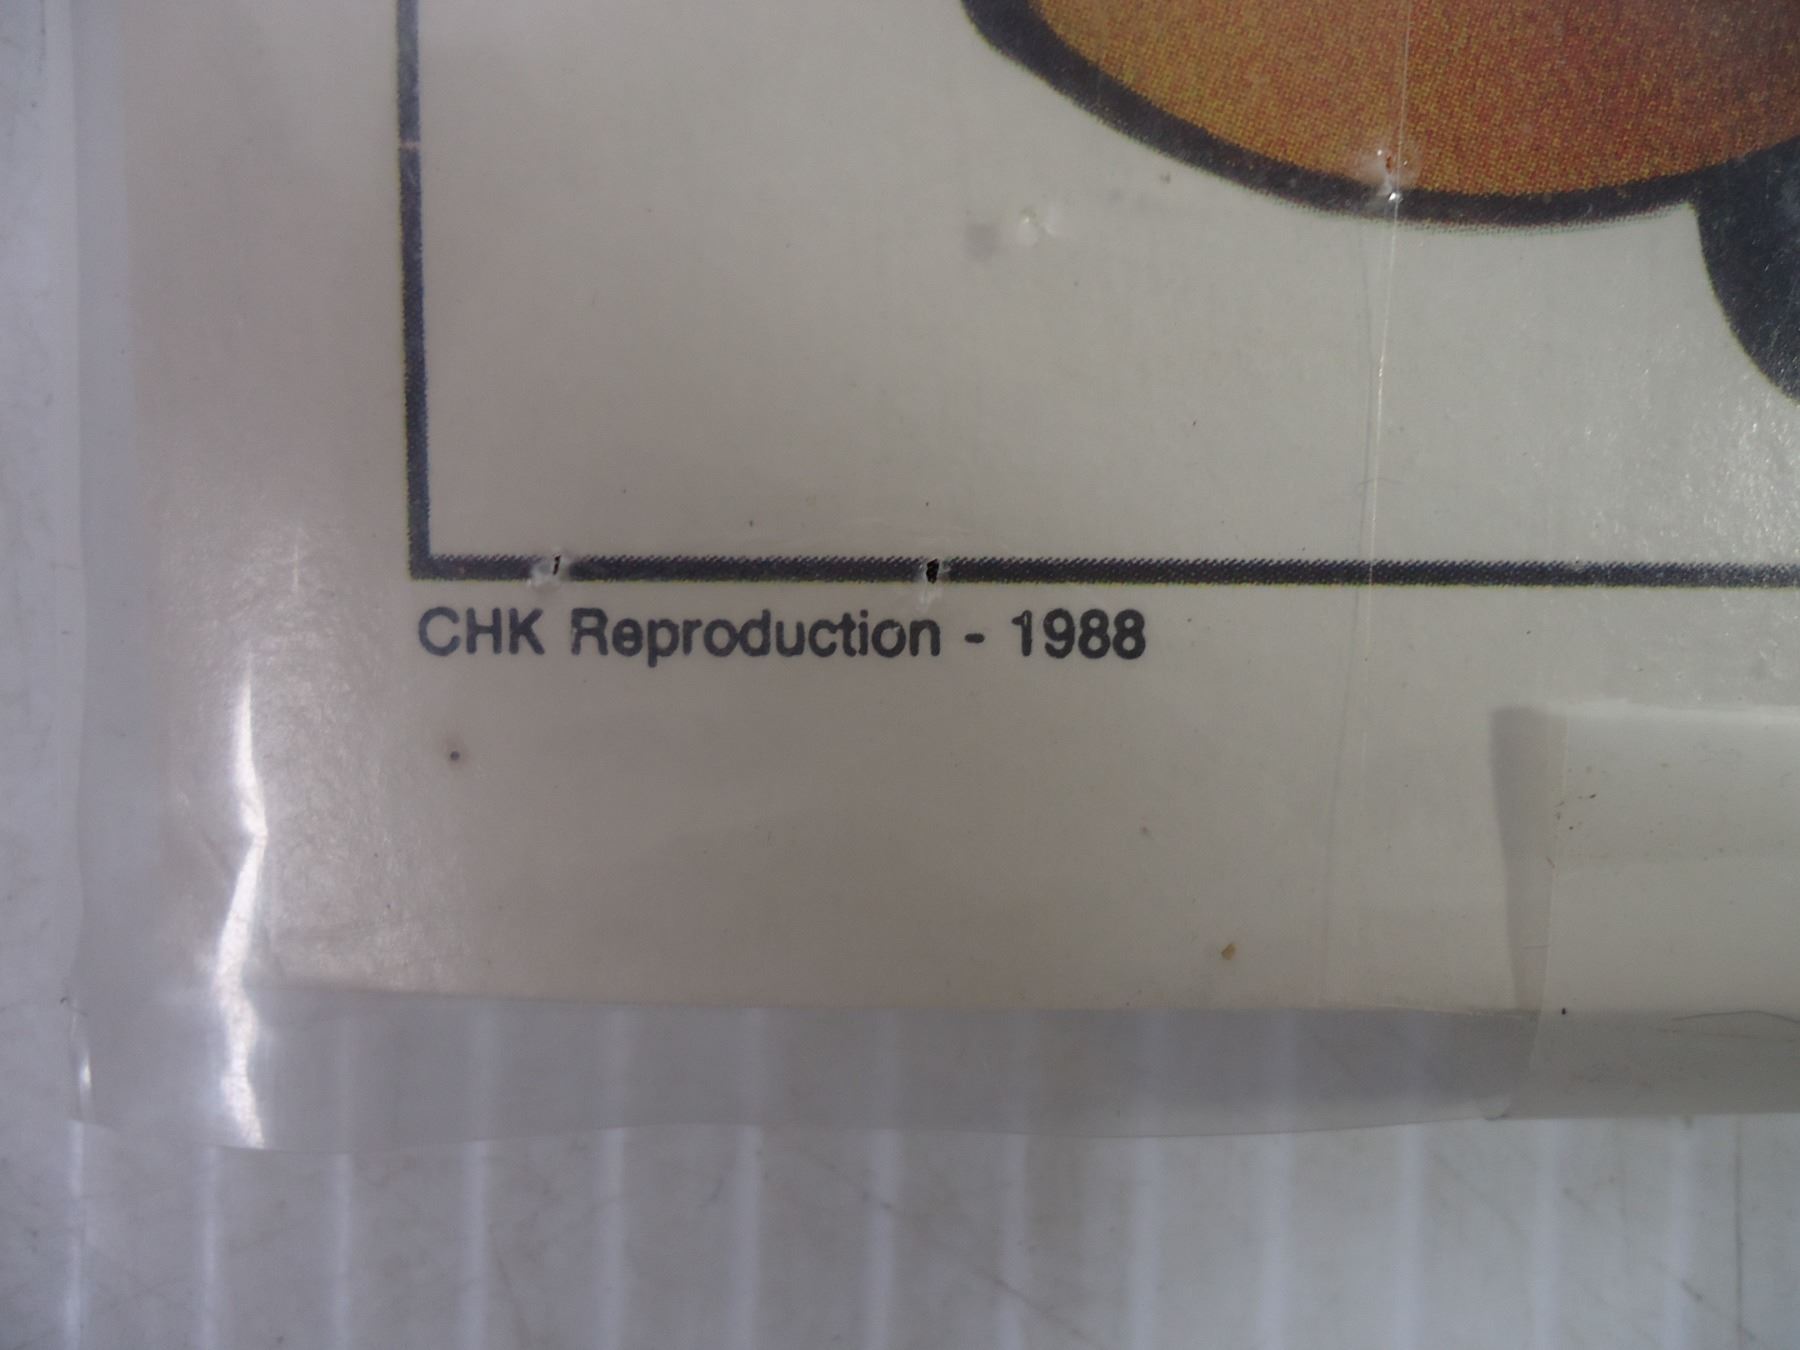 CHK Reproduction - 1988